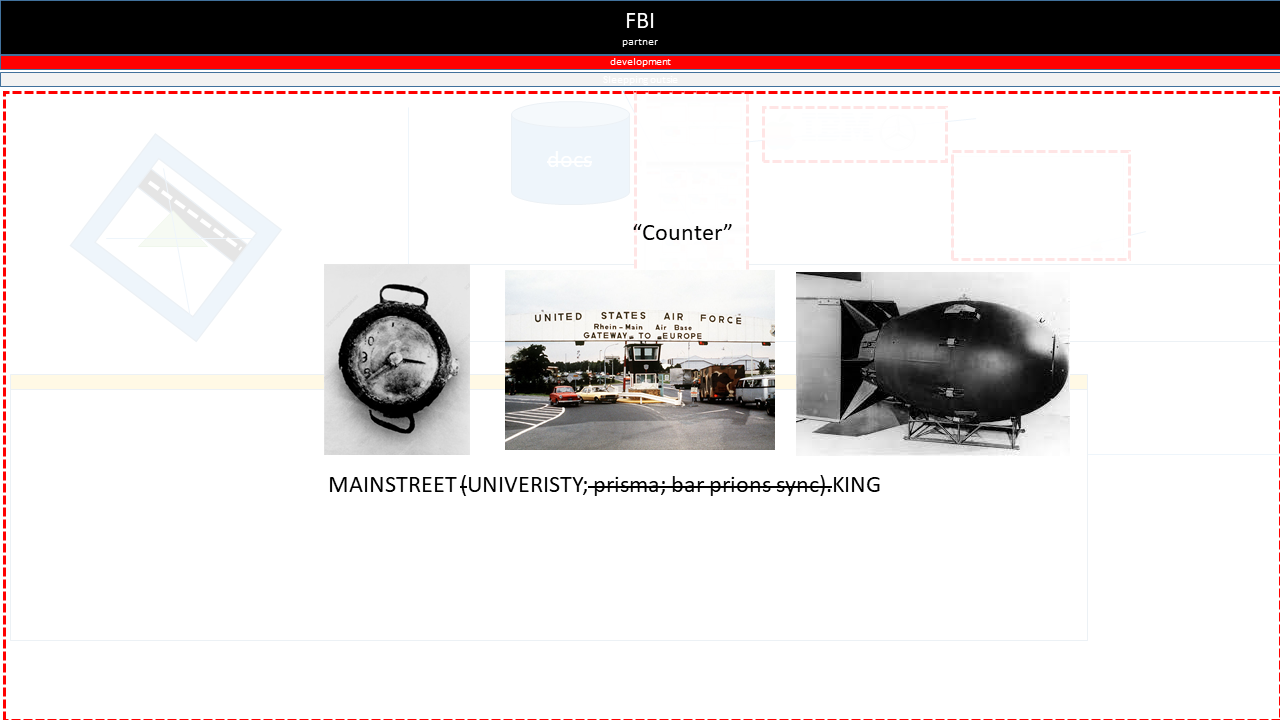 FBI
partner
development
docs
“Counter”
UNITED STATES AIR FORCE
Rhein-Main Air Base
GATEWAY TO EUROPE
MAINSTREET (UNIVERISTY; prisma; bar prions sync).KING